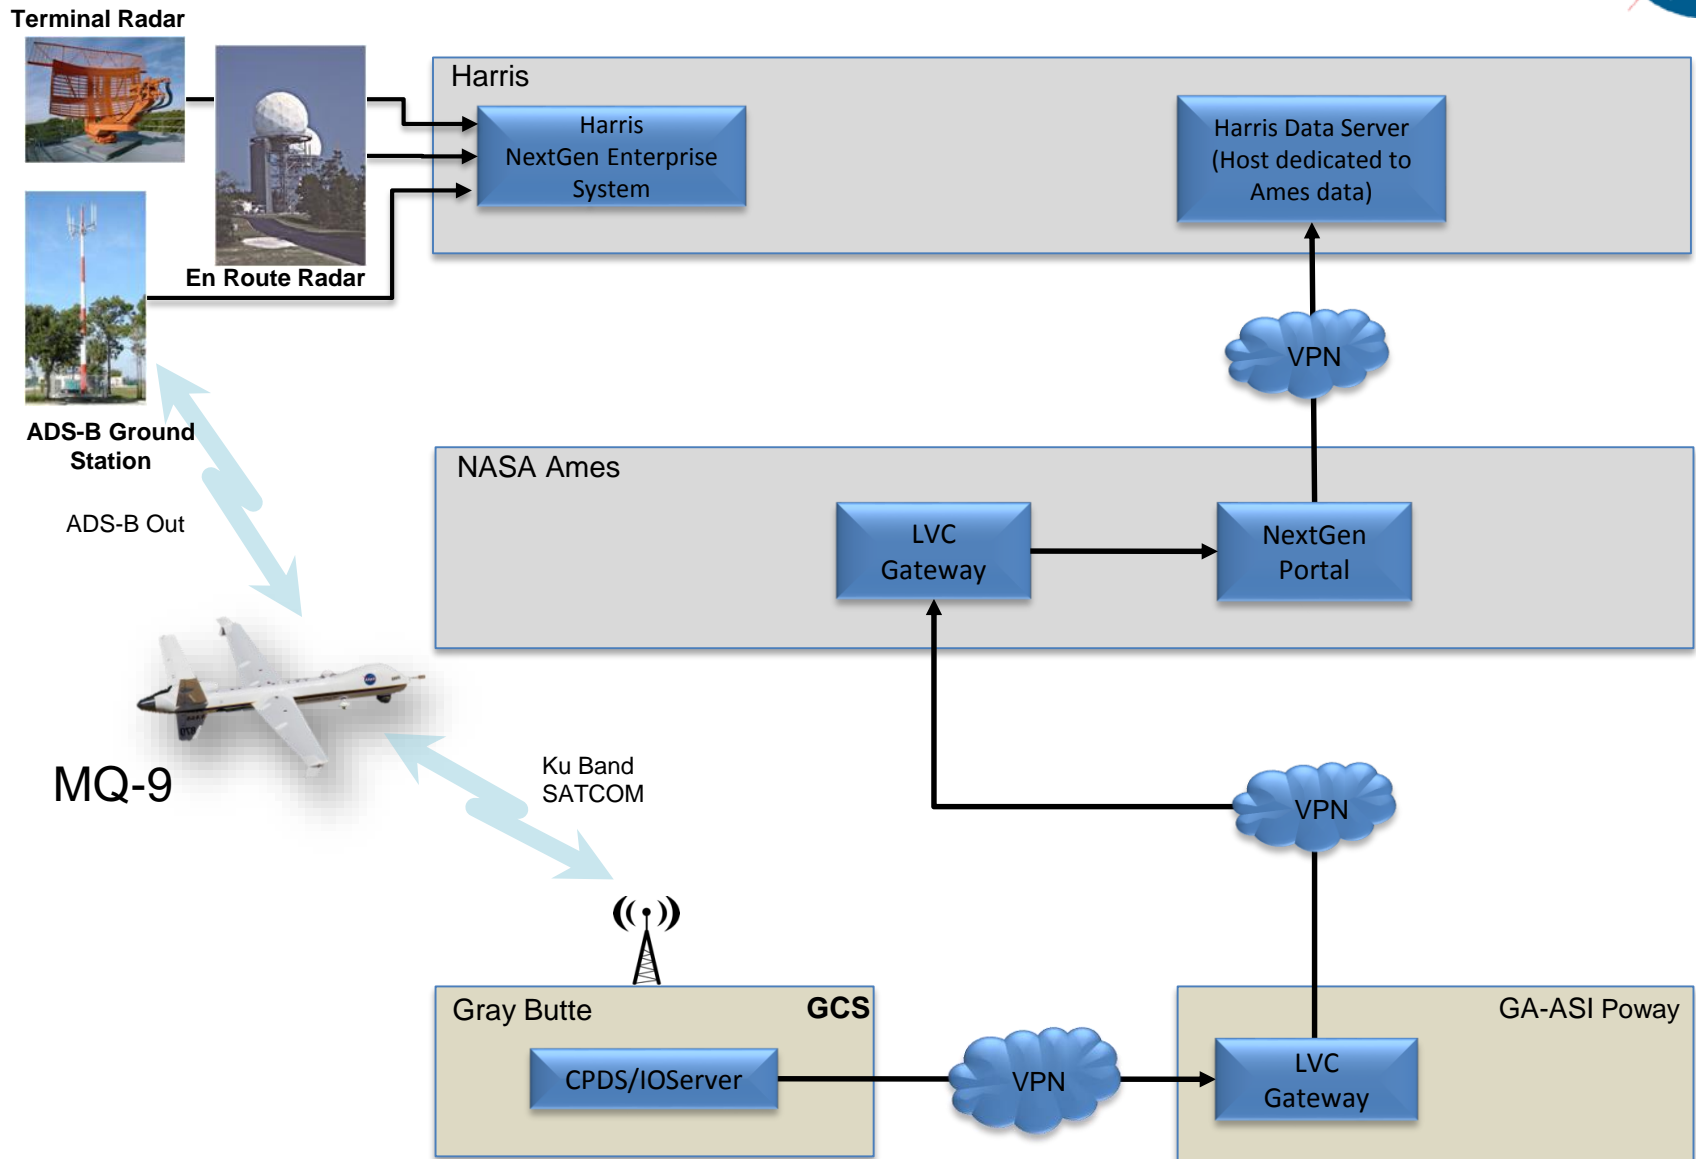 Terminal Radar
Harris
Harris
NextGen Enterprise
System
Harris Data Server
(Host dedicated to
Ames data)
En Route Radar
VPN
ADS-B Ground
Station
ADS-B Out
NASA Ames
LVC
Gateway
NextGen
Portal
MQ-9
Ku Band
SATCOM
VPN
Gray Butte
GCS
GA-ASI Poway
CPDS/IOServer
VPN
LVC
Gateway